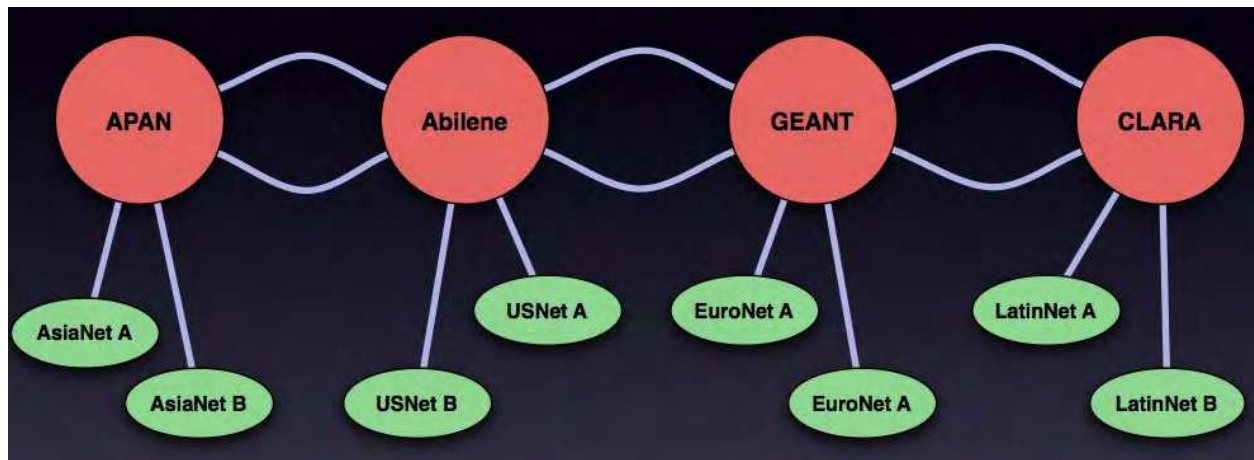 APAN
Abilene
GEANT
CLARA
AsiaNet A
AsiaNet B
USNet B
USNet A
EuroNet A
EuroNet A
LatinNet A
LatinNet B